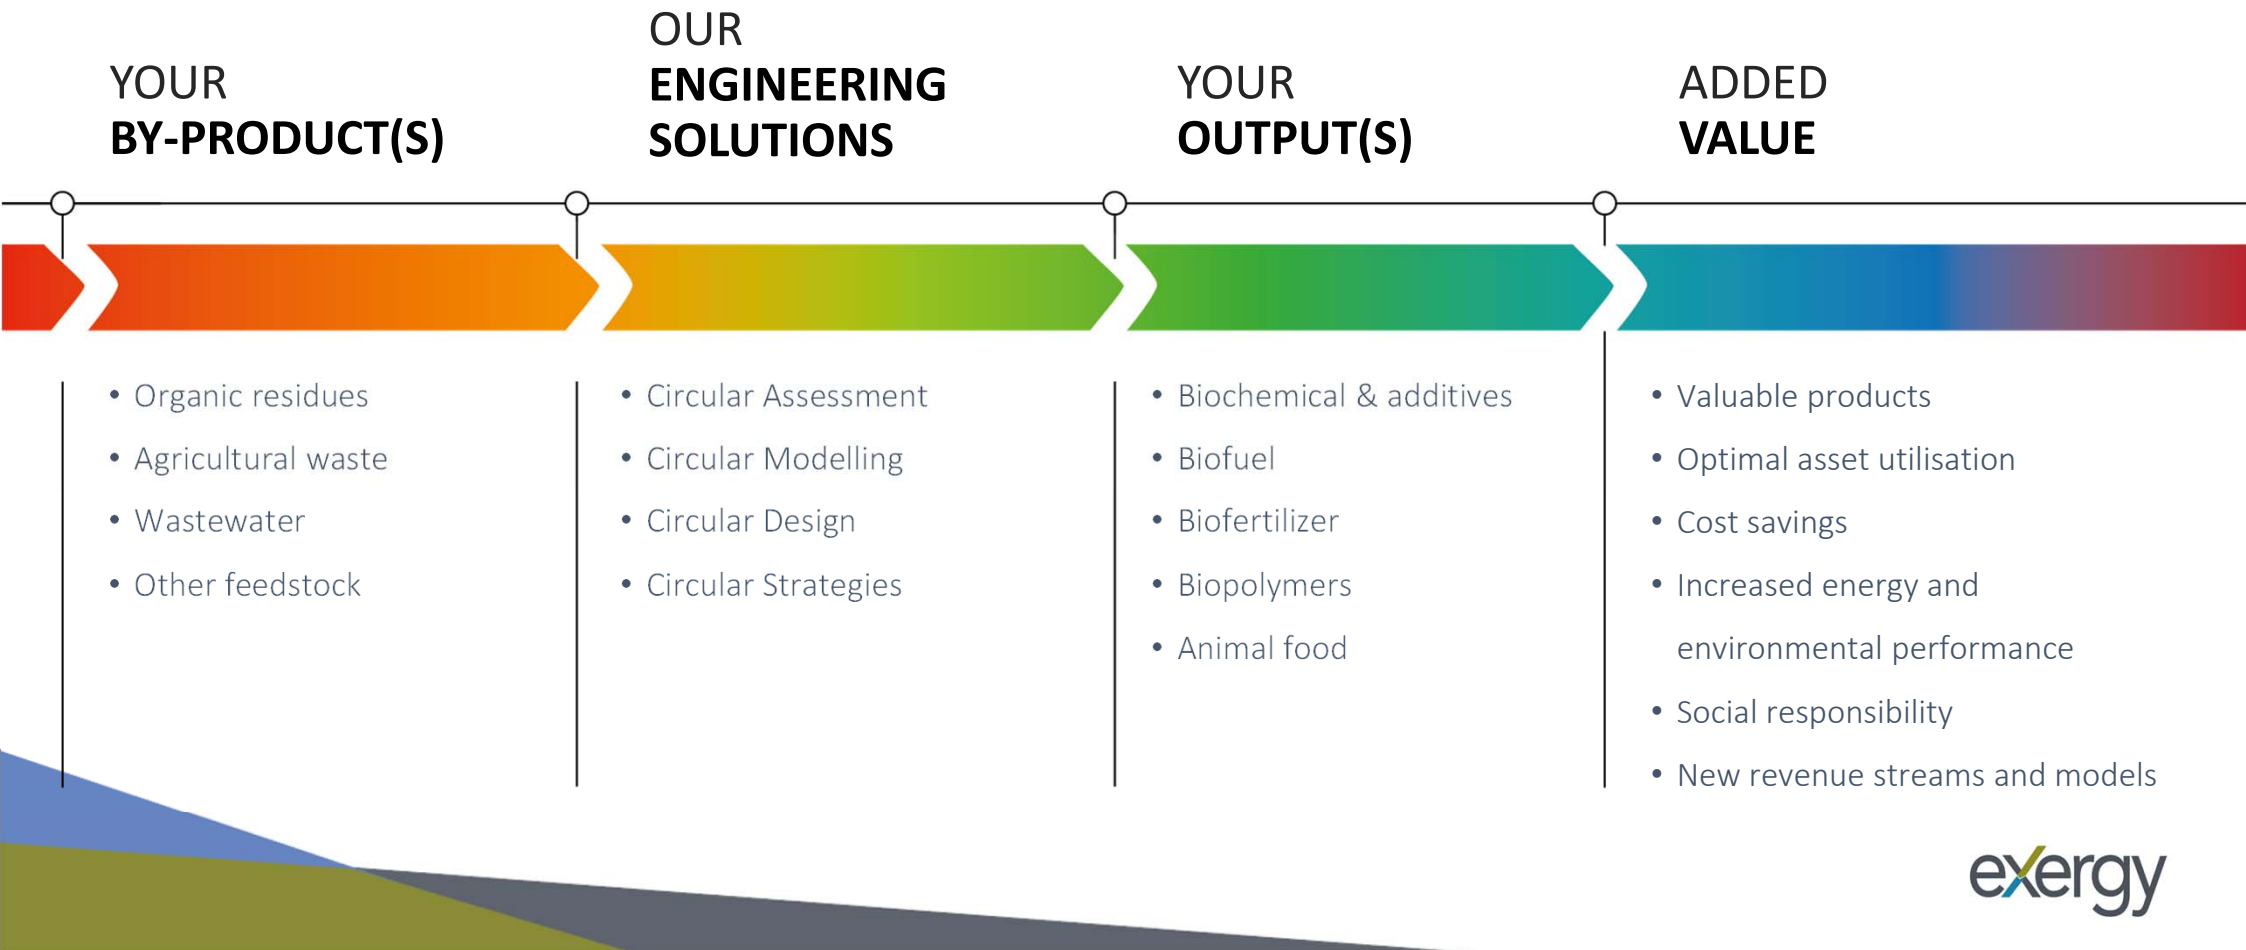 YOUR
BY-PRODUCT(S)
OUR
ENGINEERING
SOLUTIONS
YOUR
OUTPUT(S)
ADDED
VALUE
• Organic residues
• Agricultural waste
• Wastewater
• Other feedstock
• Circular Assessment
• Circular Modelling
• Circular Design
• Circular Strategies
• Biochemical & additives
• Biofuel
• Biofertilizer
• Biopolymers
• Animal food
• Valuable products
• Optimal asset utilisation
• Cost savings
• Increased energy and
environmental performance
• Social responsibility
• New revenue streams and models
exergy